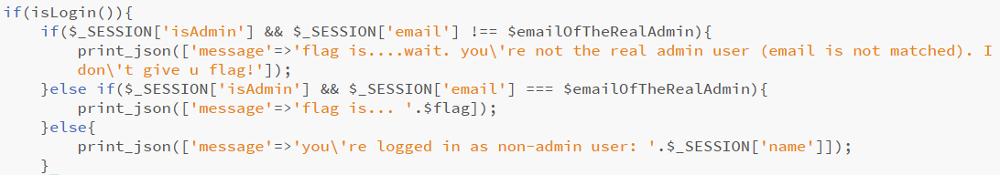 if(isLogin()){
if($_SESSION['isAdmin'] && $_SESSION['email'] !== $emailOfTheRealAdmin){
print_json(['message'=>'flag is....wait. you\'re not the real admin user (email is not matched). I
don\'t give u flag!']);
}else if($_SESSION['isAdmin'] && $_SESSION['email'] === $emailOfTheRealAdmin){
print_json(['message'=>'flag is... '.$flag]);
}else{
print_json(['message'=>'you\'re logged in as non-admin user: '.$_SESSION['name']]);
}